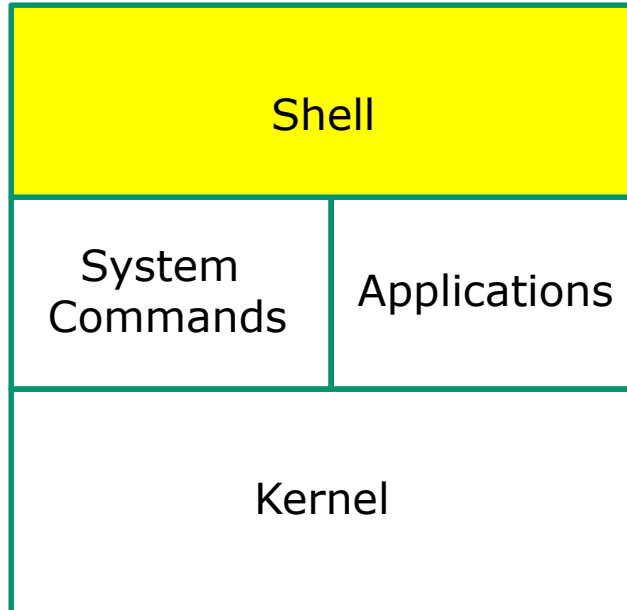 Shell
System
Commands
Applications
Kernel